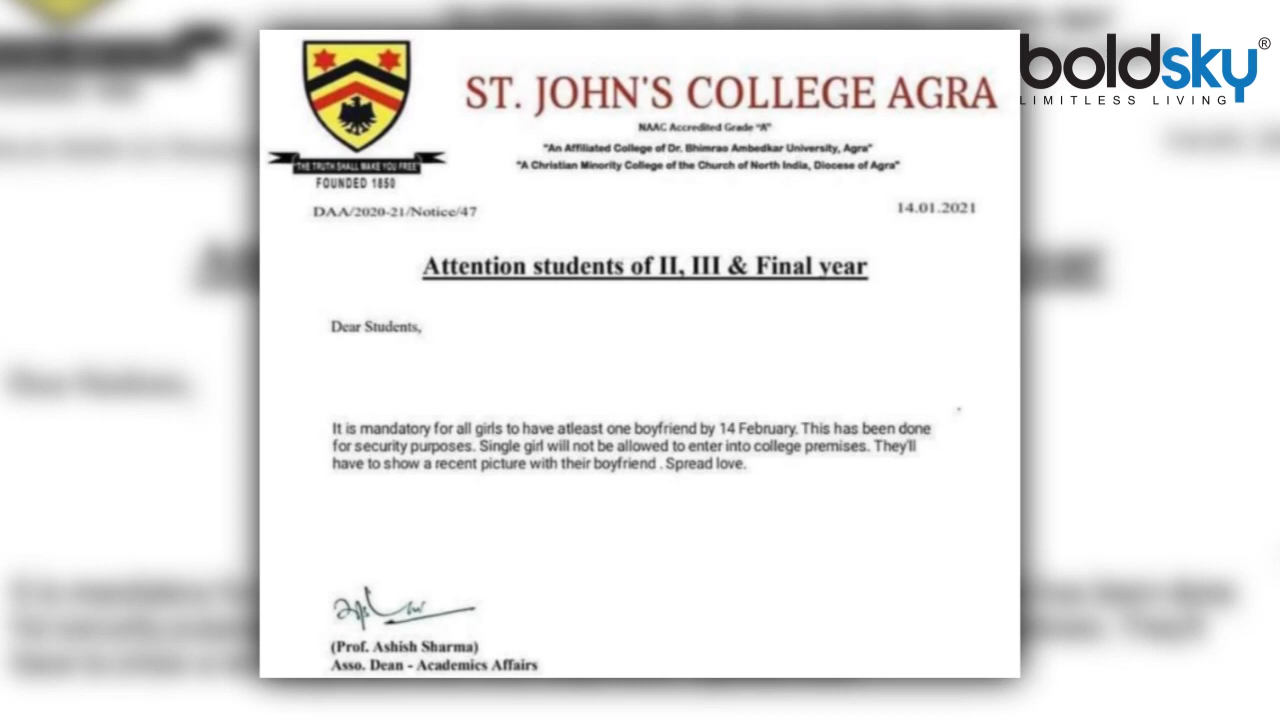 boldsky®
LIMITLESS LIVING
ST. JOHN'S COLLEGE AGRA
NAAC Accredited Grade "A"
"An Affiliated College of Dr. Bhimrao Ambedkar University, Agra"
"A Christian Minority College of the Church of North India, Diocese of Agra"
THE TRUTH SHALL MAKE YOU FREE
FOUNDED 1850
DAA/2020-21/Notice/47
14.01.2021
Attention students of II, III & Final year
Dear Students,
It is mandatory for all girls to have atleast one boyfriend by 14 February. This has been done
for security purposes. Single girl will not be allowed to enter into college premises. They'll
have to show a recent picture with their boyfriend . Spread love.
(Prof. Ashish Sharma)
Asso. Dean - Academics Affairs